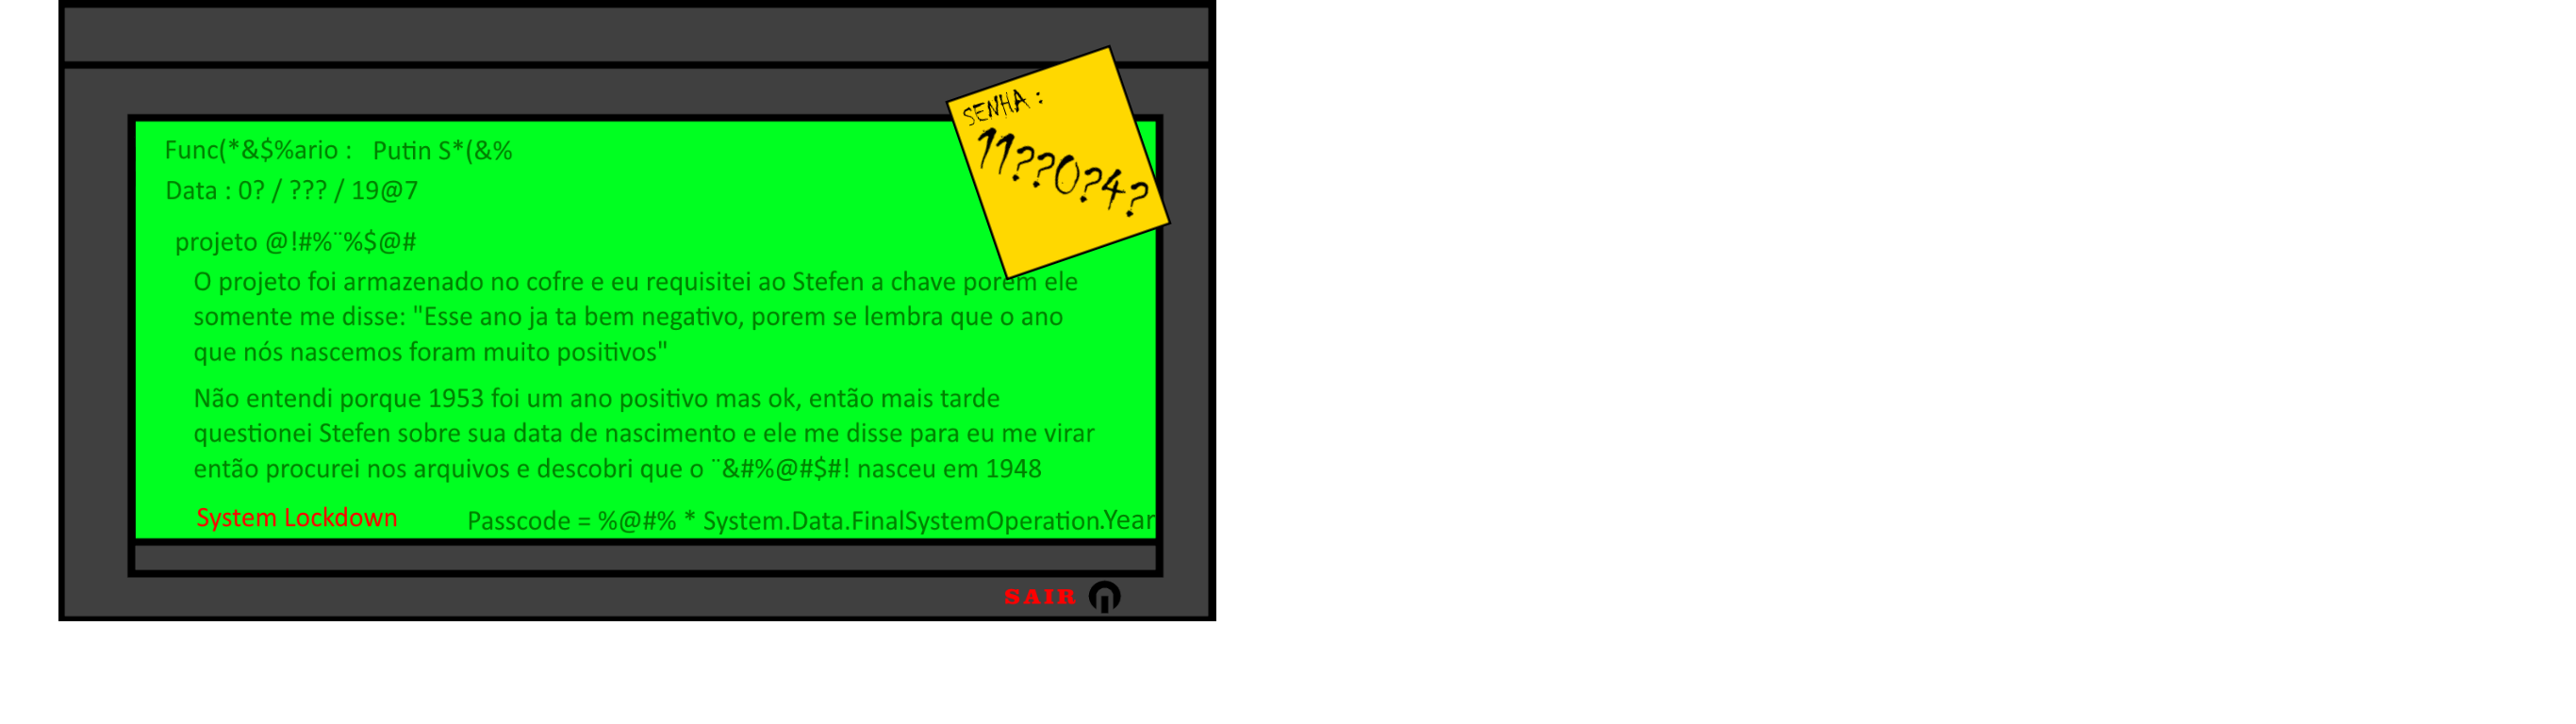 Func(*&$%ario : Putin S*(&%
Data : 0? / ??? / 19@7
SENHA :
11??0?4?
projeto @!#%¨%$@#
O projeto foi armazenado no cofre e eu requisitei ao Stefen a chave porem ele
somente me disse: "Esse ano ja ta bem negativo, porem se lembra que o ano
que nós nascemos foram muito positivos"
Não entendi porque 1953 foi um ano positivo mas ok, então mais tarde
questionei Stefen sobre sua data de nascimento e ele me disse para eu me virar
então procurei nos arquivos e descobri que o ¨&#%@#$#! nasceu em 1948
System Lockdown Passcode = %@#% * System.Data.FinalSystemOperation.Year
SAIR